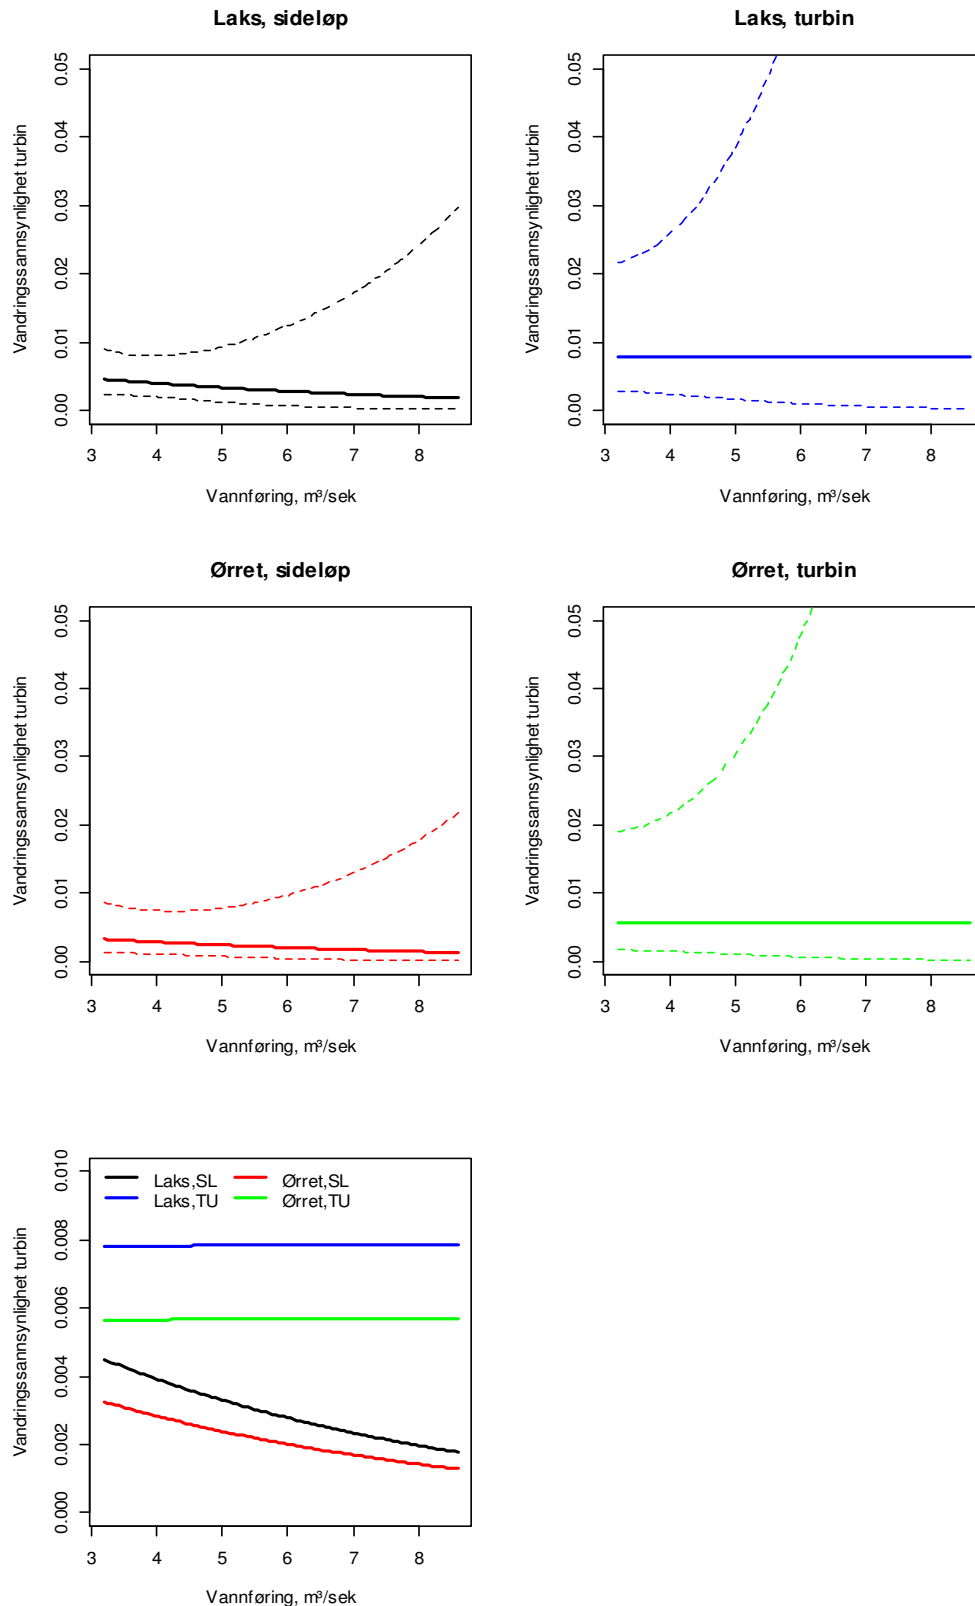 Laks, sideløp
Vandringssannsynlighet turbin
0.05
0.04
0.03
0.02
0.01
0.00
3 4 5 6 7 8
Vannføring, m³/sek
Laks, turbin
Vandringssannsynlighet turbin
0.05
0.04
0.03
0.02
0.01
0.00
3 4 5 6 7 8
Vannføring, m³/sek
Ørret, sideløp
Vandringssannsynlighet turbin
0.05
0.04
0.03
0.02
0.01
0.00
3 4 5 6 7 8
Vannføring, m³/sek
Ørret, turbin
Vandringssannsynlighet turbin
0.05
0.04
0.03
0.02
0.01
0.00
3 4 5 6 7 8
Vannføring, m³/sek
Vandringssannsynlighet turbin
0.010
0.008
0.006
0.004
0.002
0.000
Laks,SL Ørret,SL
Laks,TU Ørret,TU
3 4 5 6 7 8
Vannføring, m³/sek